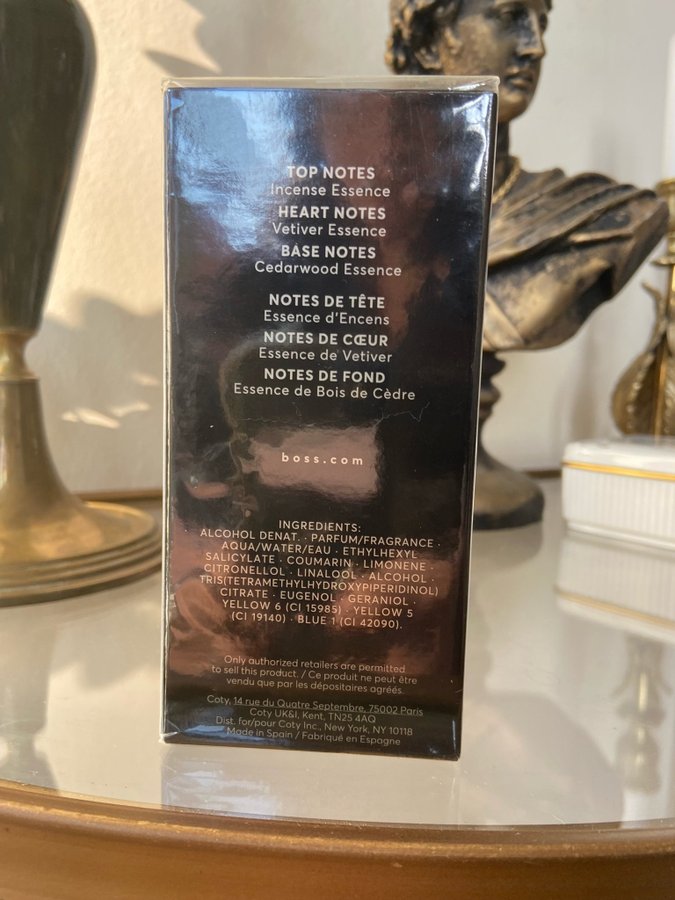 TOP NOTES
Incense Essence
HEART NOTES
Vetiver Essence
BASE NOTES
Cedarwood Essence
NOTES DE TÊTE
Essence d'Encens
NOTES DE CŒUR
Essence de Vetiver
NOTES DE FOND
Essence de Bois de Cèdre
boss.com
INGREDIENTS:
ALCOHOL DENAT. · PARFUM/FRAGRANCE ·
AQUA/WATER/EAU · ETHYLHEXYL
SALICYLATE · COUMARIN · LIMONENE ·
CITRONELLOL · LINALOOL · ALCOHOL ·
TRIS(TETRAMETHYLHYDROXYPIPERIDINOL)
CITRATE · EUGENOL · GERANIOL ·
YELLOW 6 (CI 15985) · YELLOW 5
(CI 19140) · BLUE 1 (CI 42090).
Only authorized retailers are permitted
to sell this product. / Ce produit ne peut être
vendu que par les dépositaires agréés.
Coty, 14 rue du Quatre Septembre, 75002 Paris
Coty UK&I, Kent, TN25 4AQ
Dist. for/pour Coty Inc., New York, NY 10118
Made in Spain / Fabriqué en Espagne